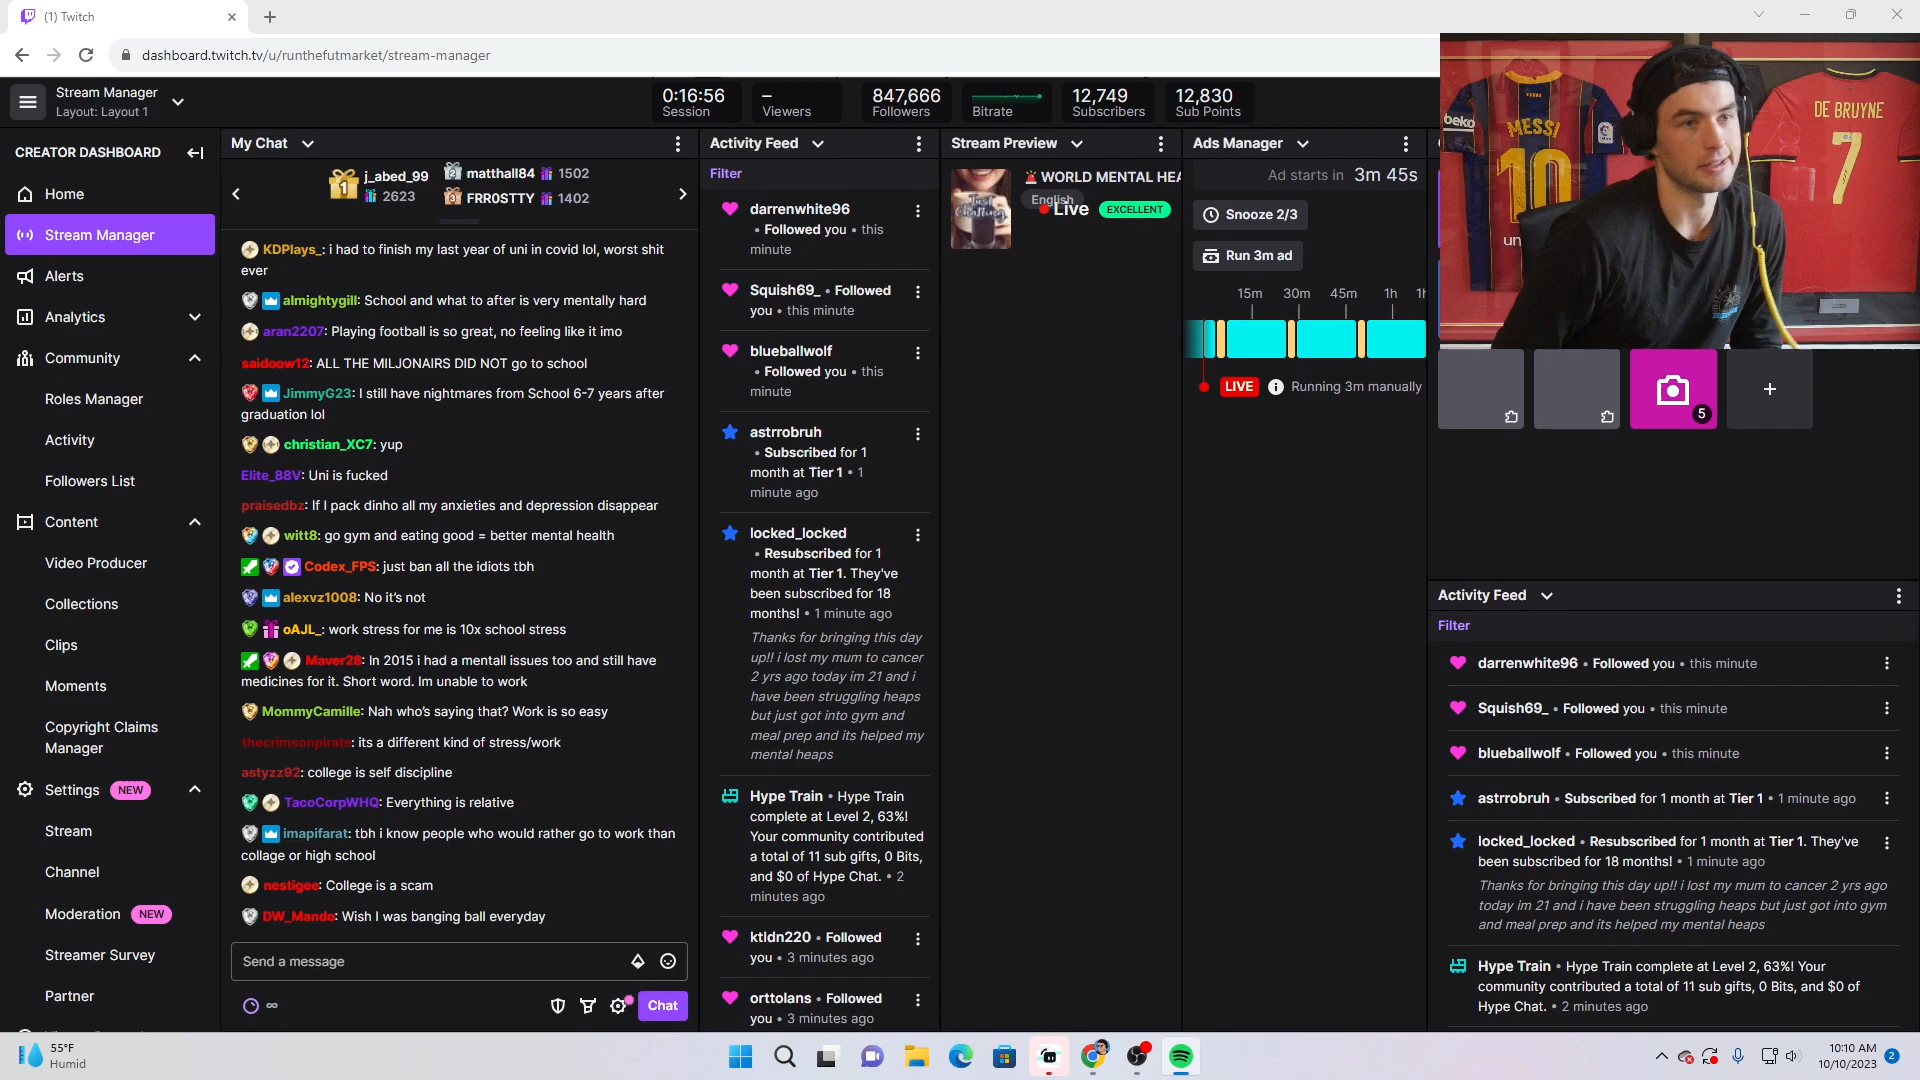 (1) Twitch
dashboard.twitch.tv/u/runthefutmarket/stream-manager
Stream Manager
Layout: Layout 1
0:16:56
Session
–
Viewers
847,666
Followers
Bitrate
12,749
Subscribers
12,830
Sub Points
CREATOR DASHBOARD
Home
Stream Manager
Alerts
Analytics
Community
Roles Manager
Activity
Followers List
Content
Video Producer
Collections
Clips
Moments
Copyright Claims
Manager
Settings NEW
Stream
Channel
Moderation NEW
Streamer Survey
Partner
My Chat
1 j_abed_99
2623
2 matthall84 1502
3 FRR0STTY 1402
KDPlays_: i had to finish my last year of uni in covid lol, worst shit
ever
almightygill: School and what to after is very mentally hard
aran2207: Playing football is so great, no feeling like it imo
saidoow12: ALL THE MILJONAIRS DID NOT go to school
JimmyG23: I still have nightmares from School 6-7 years after
graduation lol
christian_XC7: yup
Elite_88V: Uni is fucked
praisedbz: If I pack dinho all my anxieties and depression disappear
witt8: go gym and eating good = better mental health
Codex_FPS: just ban all the idiots tbh
alexvz1008: No it's not
oAJL_: work stress for me is 10x school stress
Maver28: In 2015 i had a mentall issues too and still have
medicines for it. Short word. Im unable to work
MommyCamille: Nah who's saying that? Work is so easy
thecrimsonpirate: its a different kind of stress/work
astyzz92: college is self discipline
TacoCorpWHQ: Everything is relative
imapifarat: tbh i know people who would rather go to work than
collage or high school
nestigee: College is a scam
DW_Mando: Wish I was banging ball everyday
Send a message
∞
Chat
Activity Feed
Filter
darrenwhite96
• Followed you • this
minute
Squish69_ • Followed
you • this minute
blueballwolf
• Followed you • this
minute
astrrobruh
• Subscribed for 1
month at Tier 1 • 1
minute ago
locked_locked
• Resubscribed for 1
month at Tier 1. They've
been subscribed for 18
months! • 1 minute ago
Thanks for bringing this day
up!! i lost my mum to cancer
2 yrs ago today im 21 and i
have been struggling heaps
but just got into gym and
meal prep and its helped my
mental heaps
Hype Train • Hype Train
complete at Level 2, 63%!
Your community contributed
a total of 11 sub gifts, 0 Bits,
and $0 of Hype Chat. • 2
minutes ago
ktldn220 • Followed
you • 3 minutes ago
orttolans • Followed
you • 3 minutes ago
Stream Preview
Just
Chatting
WORLD MENTAL HEA
English
Live EXCELLENT
Ads Manager
Ad starts in 3m 45s
Snooze 2/3
Run 3m ad
15m 30m 45m 1h
LIVE Running 3m manually
beko
MESSI
10
un
DE BRUYNE
7
5
+
Activity Feed
Filter
darrenwhite96 • Followed you • this minute
Squish69_ • Followed you • this minute
blueballwolf • Followed you • this minute
astrrobruh • Subscribed for 1 month at Tier 1 • 1 minute ago
locked_locked • Resubscribed for 1 month at Tier 1. They've
been subscribed for 18 months! • 1 minute ago
Thanks for bringing this day up!! i lost my mum to cancer 2 yrs ago
today im 21 and i have been struggling heaps but just got into gym
and meal prep and its helped my mental heaps
Hype Train • Hype Train complete at Level 2, 63%! Your
community contributed a total of 11 sub gifts, 0 Bits, and $0 of
Hype Chat. • 2 minutes ago
55°F
Humid
10:10 AM
10/10/2023
2